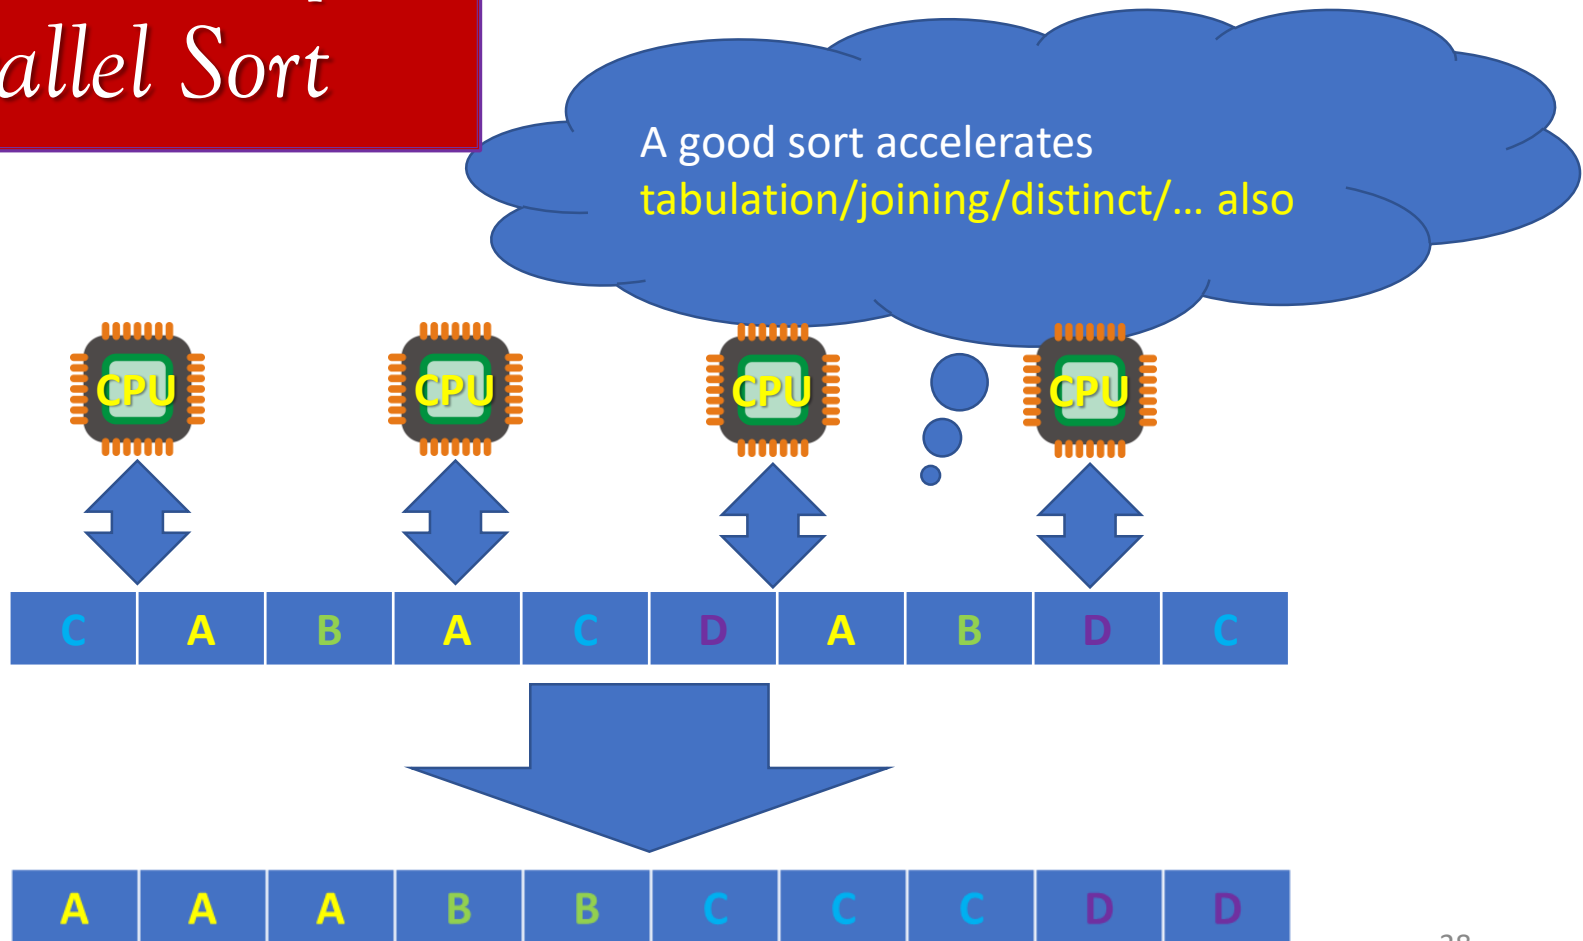 allel Sort
A good sort accelerates
tabulation/joining/distinct/... also
CPU CPU CPU CPU
C A B A C D A B D C
A A A B B C C C D D